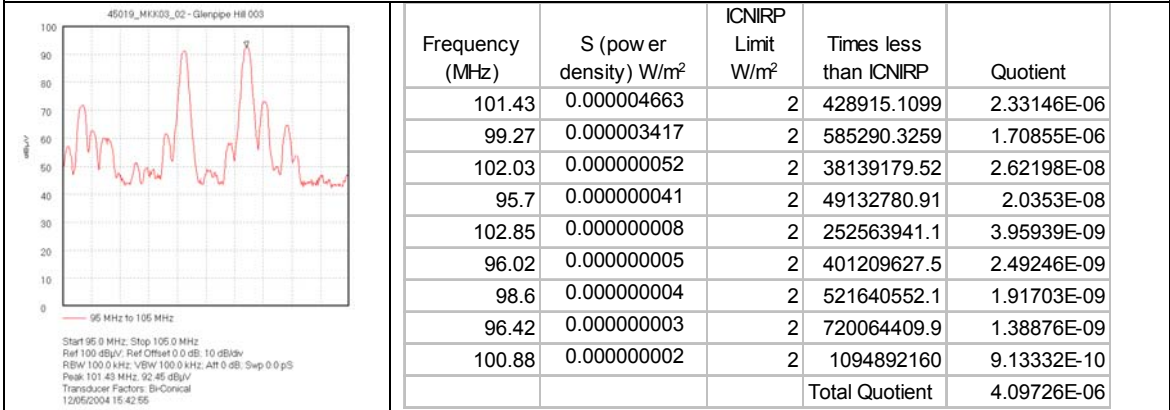 45019_MKK03_02 - Glenpipe Hill 003
100
90
80
70
60
50
40
30
20
10
0
dBµV
95 MHz to 105 MHz
Start 95.0 MHz; Stop 105.0 MHz
Ref 100 dBµV; Ref Offset 0.0 dB; 10 dB/div
RBW 100.0 kHz; VBW 100.0 kHz; Att 0 dB; Swp 0.0 pS
Peak 101.43 MHz, 92.45 dBµV
Transducer Factors: Bi-Conical
12/05/2004 15:42:55
Frequency (MHz) S (power density) W/m² ICNIRP Limit W/m² Times less than ICNIRP Quotient
101.43 0.000004663 2 428915.1099 2.33146E-06
99.27 0.000003417 2 585290.3259 1.70855E-06
102.03 0.000000052 2 38139179.52 2.62198E-08
95.7 0.000000041 2 49132780.91 2.0353E-08
102.85 0.000000008 2 252563941.1 3.95939E-09
96.02 0.000000005 2 401209627.5 2.49246E-09
98.6 0.000000004 2 521640552.1 1.91703E-09
96.42 0.000000003 2 720064409.9 1.38876E-09
100.88 0.000000002 2 1094892160 9.13332E-10
Total Quotient 4.09726E-06